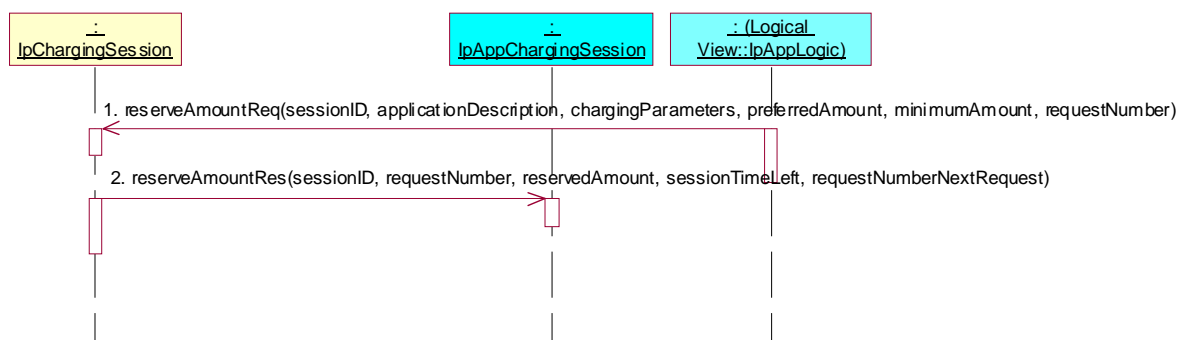 :
IpChargingSession
:
IpAppChargingSession
: (Logical
View::IpAppLogic)
1. reserveAmountReq(sessionID, applicationDescription, chargingParameters, preferredAmount, minimumAmount, requestNumber)
2. reserveAmountRes(sessionID, requestNumber, reservedAmount, sessionTimeLeft, requestNumberNextRequest)